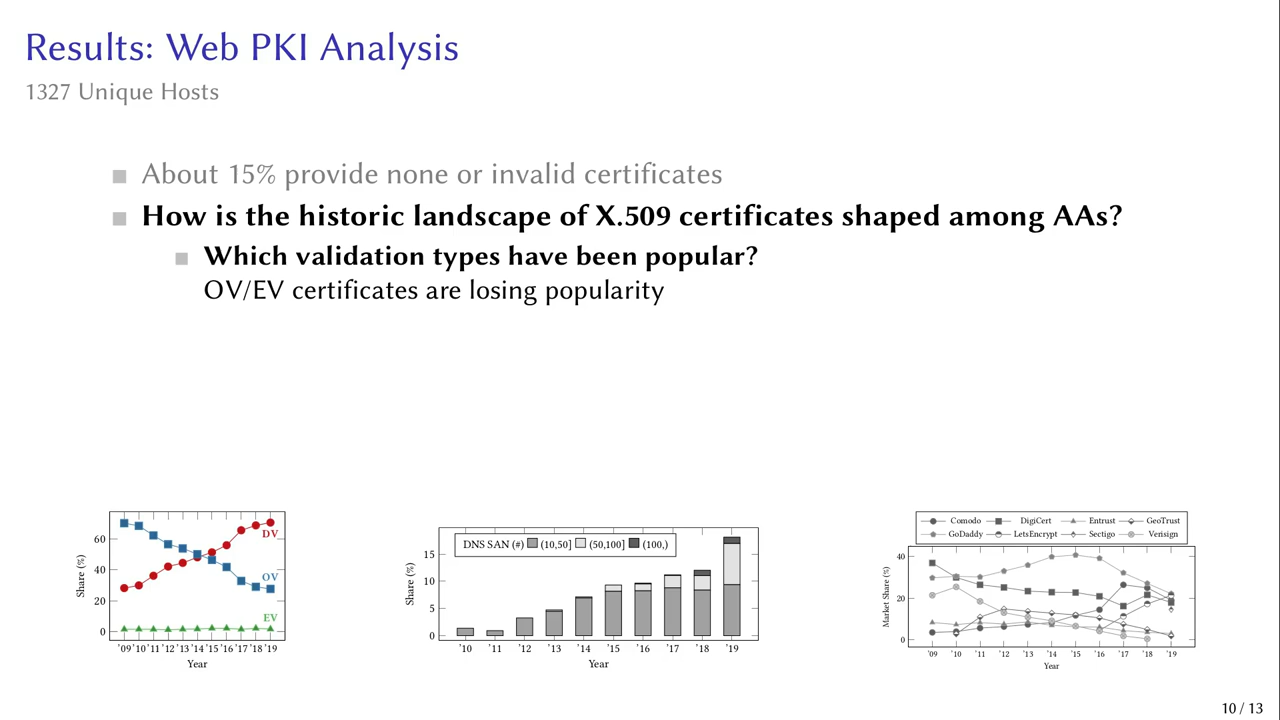 Results: Web PKI Analysis
1327 Unique Hosts
About 15% provide none or invalid certificates
How is the historic landscape of X.509 certificates shaped among AAs?
Which validation types have been popular?
OV/EV certificates are losing popularity
Share (%)
60
40
20
0
DV
OV
EV
'09 '10 '11 '12 '13 '14 '15 '16 '17 '18 '19
Year
DNS SAN (#) (10,50] (50,100] (100,)
Share (%)
15
10
5
0
'10 '11 '12 '13 '14 '15 '16 '17 '18 '19
Year
Comodo DigiCert Entrust GeoTrust
GoDaddy LetsEncrypt Sectigo Verisign
Market Share (%)
40
20
0
'09 '10 '11 '12 '13 '14 '15 '16 '17 '18 '19
Year
10 / 13